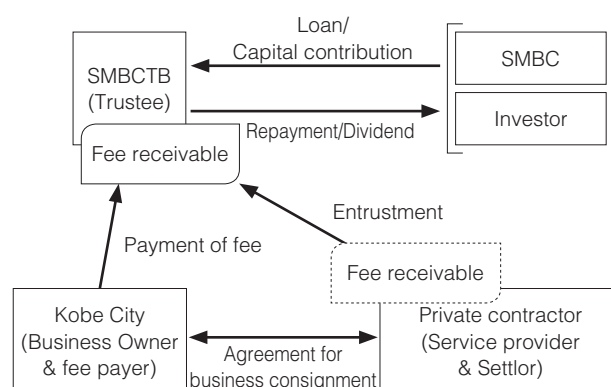 Loan/
Capital contribution
SMBCTB
(Trustee)
SMBC
Investor
Repayment/Dividend
Fee receivable
Entrustment
Payment of fee
Fee receivable
Kobe City
(Business Owner
& fee payer)
Agreement for
business consignment
Private contractor
(Service provider
& Settlor)